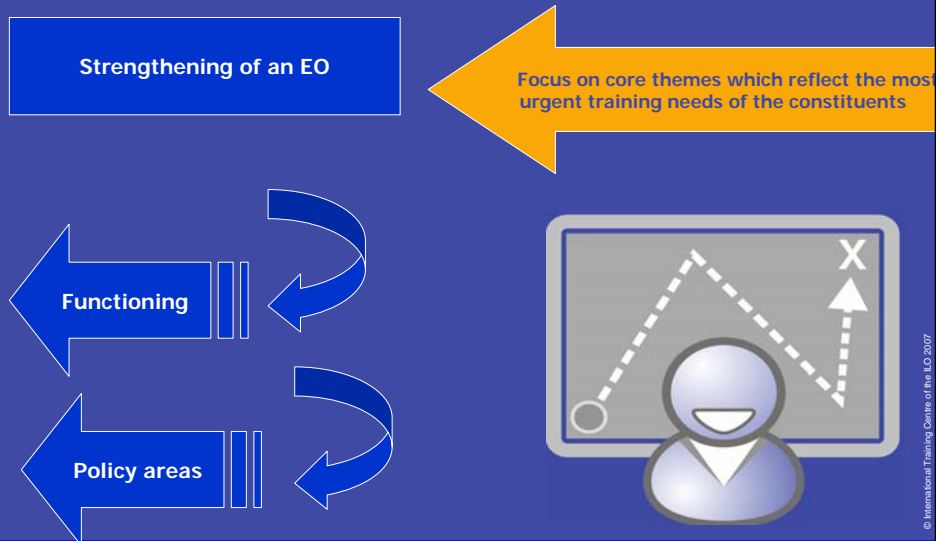 Strengthening of an EO
Focus on core themes which reflect the most
urgent training needs of the constituents
X
Functioning
Policy areas
© International Training Centre of the ILO 2007